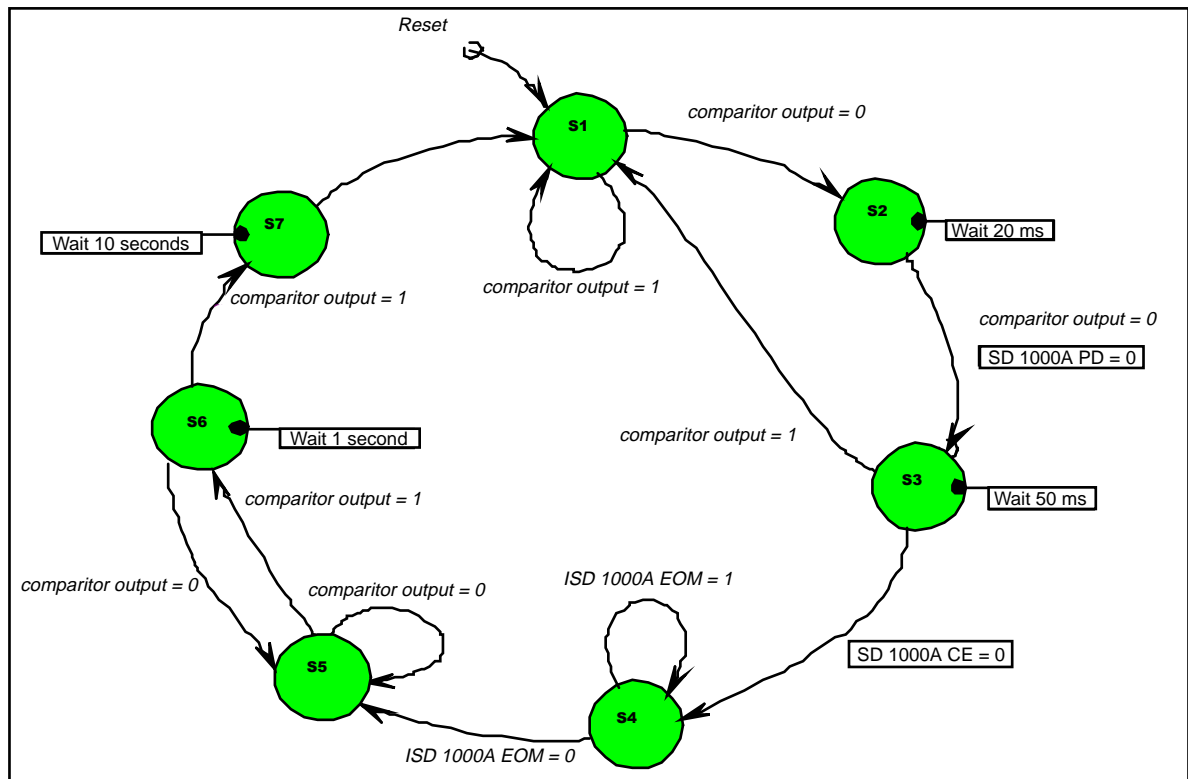 Reset
S1
comparitor output = 0
S2
Wait 20 ms
S7
Wait 10 seconds
comparitor output = 1
comparitor output = 1
comparitor output = 0
SD 1000A PD = 0
S6
Wait 1 second
comparitor output = 1
S3
Wait 50 ms
comparitor output = 1
comparitor output = 0
comparitor output = 0
ISD 1000A EOM = 1
SD 1000A CE = 0
S5
S4
ISD 1000A EOM = 0